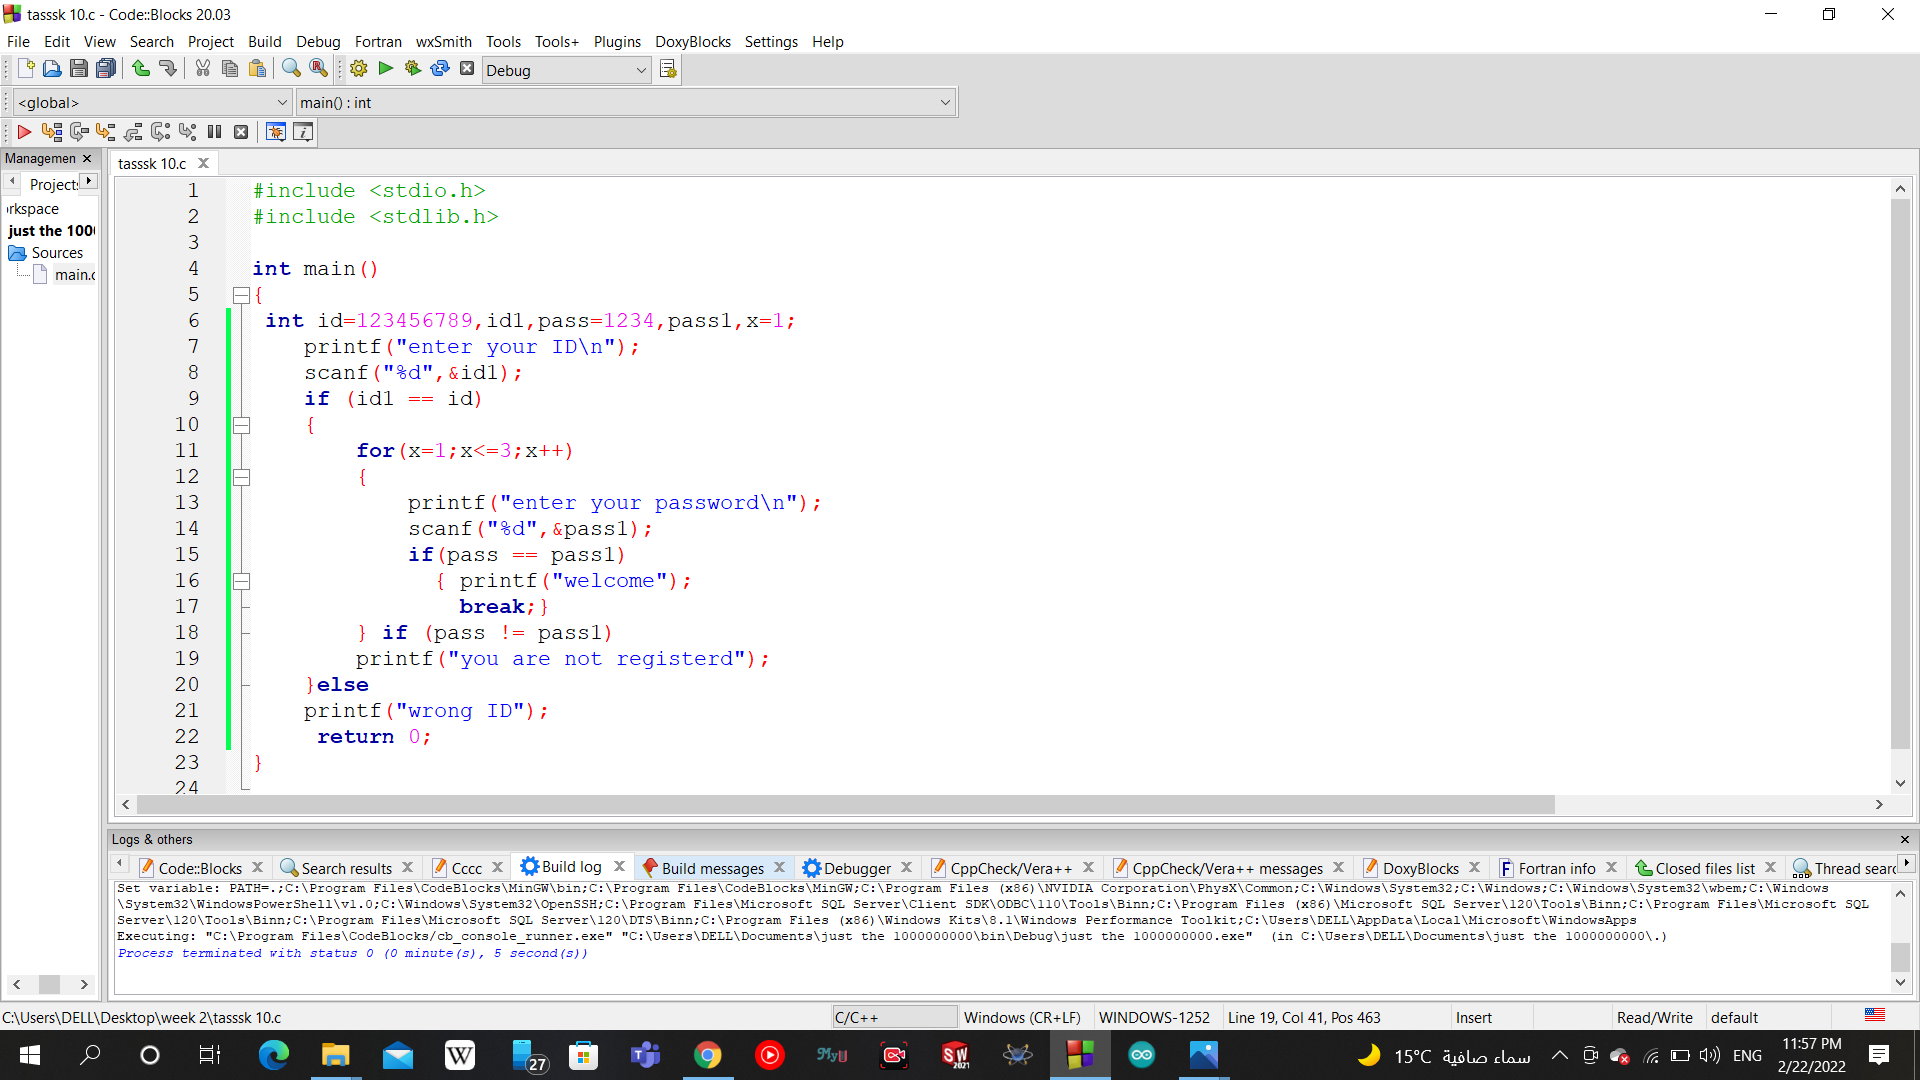 tasssk 10.c - Code::Blocks 20.03
File Edit View Search Project Build Debug Fortran wxSmith Tools Tools+ Plugins DoxyBlocks Settings Help
Debug
<global> main() : int
Managemen
tasssk 10.c
Projects
rkspace
just the 100
Sources
main.c
1 #include <stdio.h>
2 #include <stdlib.h>
3
4 int main()
5 {
6 int id=123456789,id1,pass=1234,pass1,x=1;
7 printf("enter your ID\n");
8 scanf("%d",&id1);
9 if (id1 == id)
10 {
11 for(x=1;x<=3;x++)
12 {
13 printf("enter your password\n");
14 scanf("%d",&pass1);
15 if(pass == pass1)
16 { printf("welcome");
17 break;}
18 } if (pass != pass1)
19 printf("you are not registerd");
20 }else
21 printf("wrong ID");
22 return 0;
23 }
24
Logs & others
Code::Blocks Search results Cccc Build log Build messages Debugger CppCheck/Vera++ CppCheck/Vera++ messages DoxyBlocks Fortran info Closed files list Thread searc
Set variable: PATH=.;C:\Program Files\CodeBlocks\MinGW\bin;C:\Program Files\CodeBlocks\MinGW;C:\Program Files (x86)\NVIDIA Corporation\PhysX\Common;C:\Windows\System32;C:\Windows;C:\Windows\System32\wbem;C:\Windows
\System32\WindowsPowerShell\v1.0;C:\Windows\System32\OpenSSH;C:\Program Files\Microsoft SQL Server\Client SDK\ODBC\110\Tools\Binn;C:\Program Files (x86)\Microsoft SQL Server\120\Tools\Binn;C:\Program Files\Microsoft SQL
Server\120\Tools\Binn;C:\Program Files\Microsoft SQL Server\120\DTS\Binn;C:\Program Files (x86)\Windows Kits\8.1\Windows Performance Toolkit;C:\Users\DELL\AppData\Local\Microsoft\WindowsApps
Executing: "C:\Program Files\CodeBlocks/cb_console_runner.exe" "C:\Users\DELL\Documents\just the 1000000000\bin\Debug\just the 1000000000.exe" (in C:\Users\DELL\Documents\just the 1000000000\.)
Process terminated with status 0 (0 minute(s), 5 second(s))
C:\Users\DELL\Desktop\week 2\tasssk 10.c C/C++ Windows (CR+LF) WINDOWS-1252 Line 19, Col 41, Pos 463 Insert Read/Write default
W 27 MyU SW 2021 15°C سماء صافية ENG 11:57 PM
2/22/2022